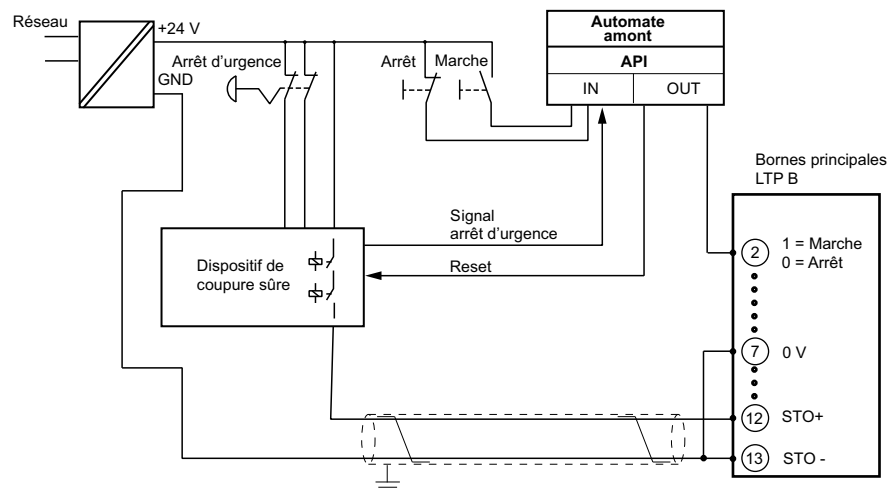 Réseau
+24 V
GND
Arrêt d'urgence
Arrêt
Marche
Automate
amont
API
IN
OUT
Bornes principales
LTP B
Signal
arrêt d'urgence
Reset
Dispositif de
coupure sûre
2
1 = Marche
0 = Arrêt
7
0 V
12
STO+
13
STO -